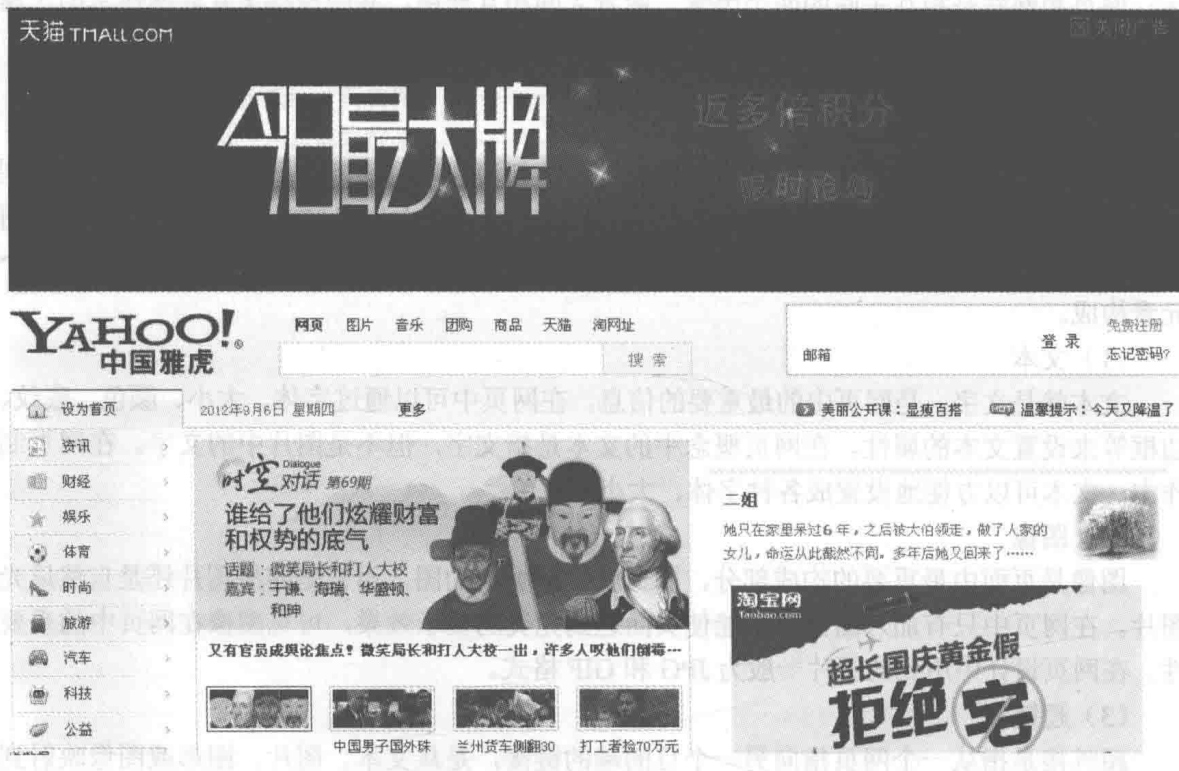 天猫 TMALL.COM
关闭广告
今日最大牌
返多倍积分
限时抢购
YAHOO!
中国雅虎
网页 图片 音乐 团购 商品 天猫 淘网址
搜索
邮箱
登录
免费注册
忘记密码?
设为首页
2012年9月6日 星期四 更多
美丽公开课：显瘦百搭
温馨提示：今天又降温了
资讯
财经
娱乐
体育
时尚
旅游
汽车
科技
公益
时空对话 Dialogue 第69期
谁给了他们炫耀财富
和权势的底气
话题：微笑局长和打人大校
嘉宾：于谦、海瑞、华盛顿、
和珅
又有官员成舆论焦点！微笑局长和打人大校一出，许多人叹他们倒霉…
中国男子国外殊
兰州货车侧翻30
打工者捡70万元
二姐
她只在家里呆过6年，之后被大伯领走，做了人家的
女儿，命运从此截然不同。多年后她又回来了……
淘宝网
Taobao.com
超长国庆黄金假
拒绝宅